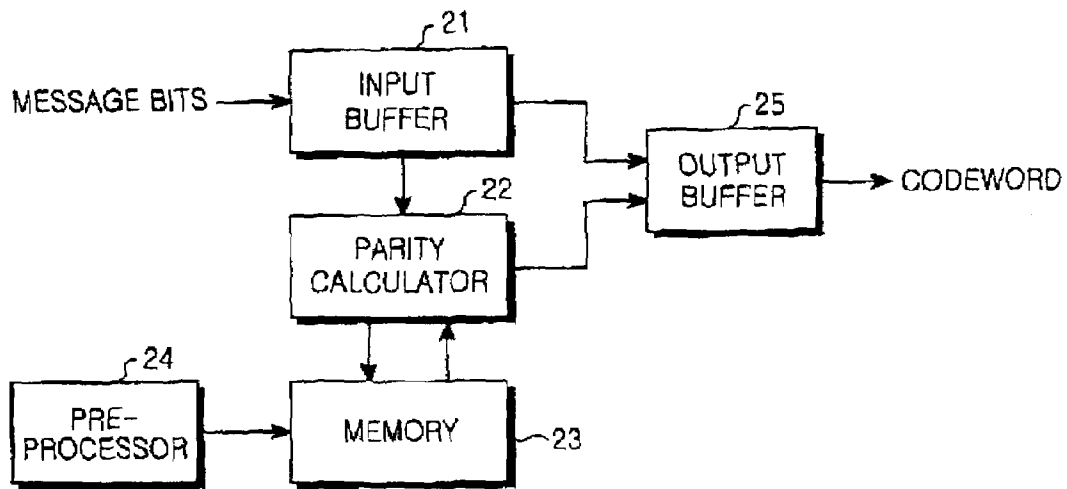 21
INPUT
BUFFER
MESSAGE BITS
25
OUTPUT
BUFFER
CODEWORD
22
PARITY
CALCULATOR
24
PRE-
PROCESSOR
MEMORY
23